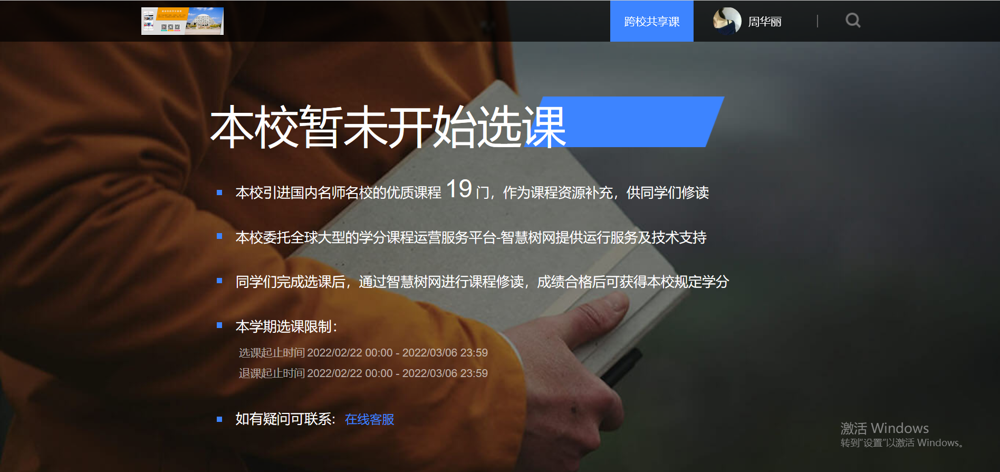 跨校共享课
周华丽
本校暂未开始选课
本校引进国内名师名校的优质课程 19 门，作为课程资源补充，供同学们修读
本校委托全球大型的学分课程运营服务平台-智慧树网提供运行服务及技术支持
同学们完成选课后，通过智慧树网进行课程修读，成绩合格后可获得本校规定学分
本学期选课限制：
选课起止时间 2022/02/22 00:00 - 2022/03/06 23:59
退课起止时间 2022/02/22 00:00 - 2022/03/06 23:59
如有疑问可联系: 在线客服
激活 Windows
转到“设置”以激活 Windows。